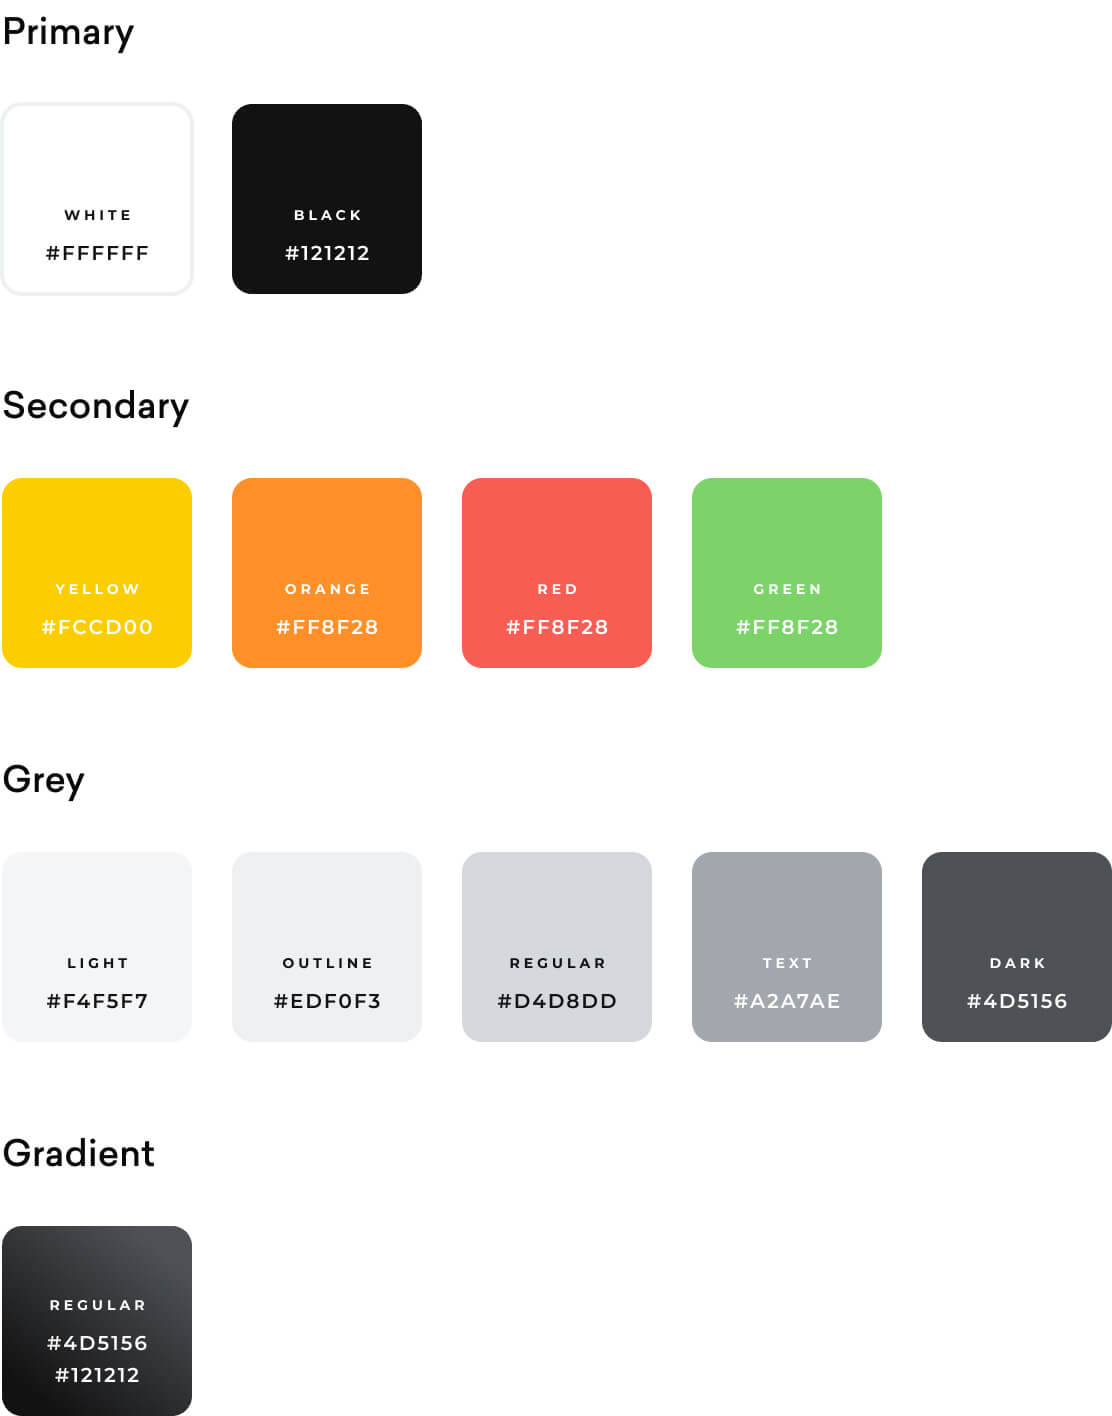 Primary
WHITE
#FFFFFF
BLACK
#121212
Secondary
YELLOW
#FCCD00
ORANGE
#FF8F28
RED
#FF8F28
GREEN
#FF8F28
Grey
LIGHT
#F4F5F7
OUTLINE
#EDF0F3
REGULAR
#D4D8DD
TEXT
#A2A7AE
DARK
#4D5156
Gradient
REGULAR
#4D5156
#121212